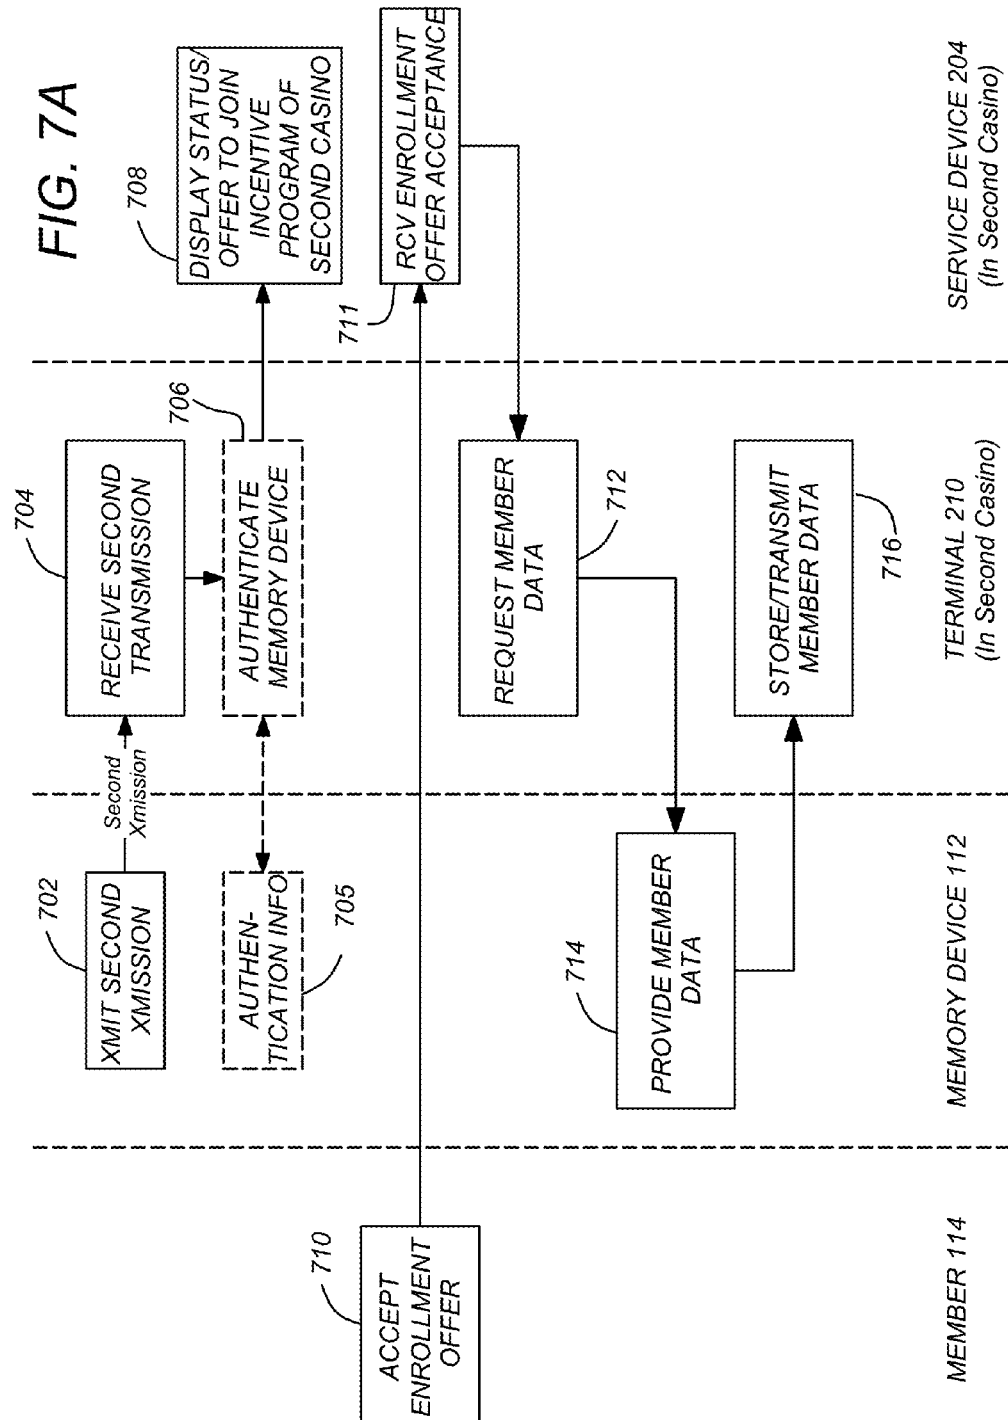 FIG. 7A
702
XMIT SECOND
XMISSION
Second
Xmission
704
RECEIVE SECOND
TRANSMISSION
708
DISPLAY STATUS/
OFFER TO JOIN
INCENTIVE
PROGRAM OF
SECOND CASINO
AUTHEN-
TICATION INFO
705
706
AUTHENTICATE
MEMORY DEVICE
710
ACCEPT
ENROLLMENT
OFFER
711
RCV ENROLLMENT
OFFER ACCEPTANCE
REQUEST MEMBER
DATA
712
714
PROVIDE MEMBER
DATA
STORE/TRANSMIT
MEMBER DATA
716
MEMBER 114
MEMORY DEVICE 112
TERMINAL 210
(In Second Casino)
SERVICE DEVICE 204
(In Second Casino)